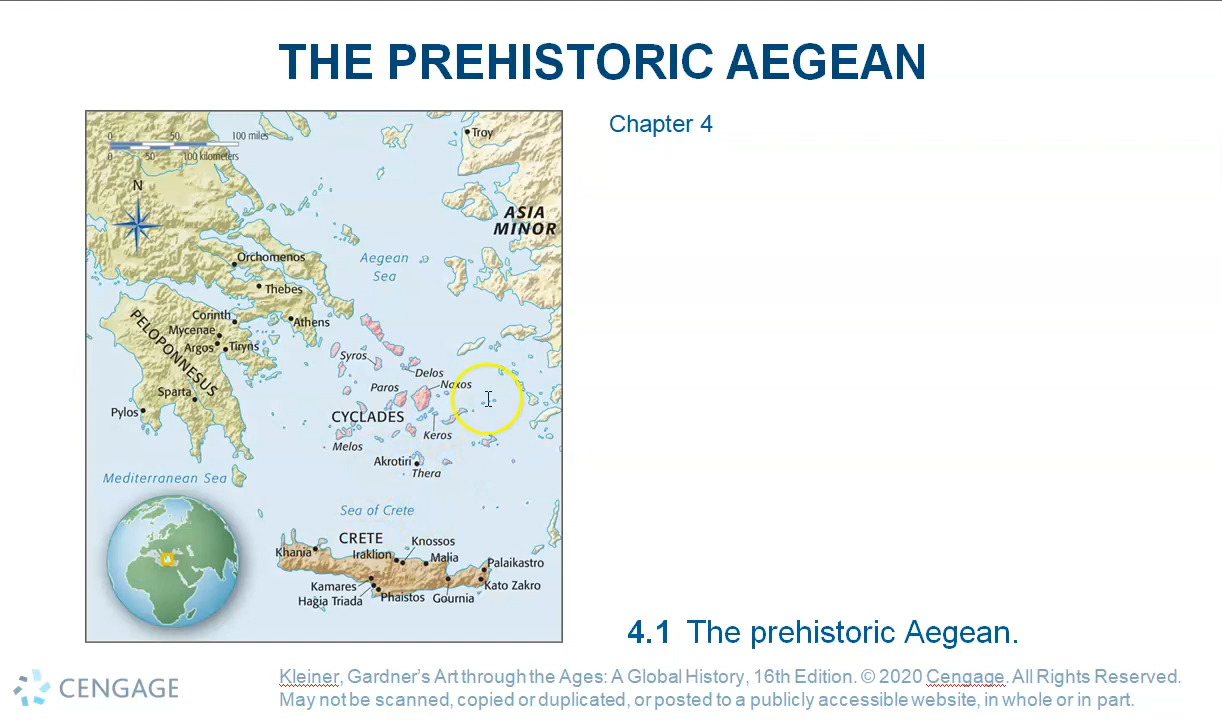 THE PREHISTORIC AEGEAN
Chapter 4
0 50 100 miles
0 50 100 kilometers
N
Troy
ASIA
MINOR
Aegean
Sea
Orchomenos
Thebes
Corinth
Athens
Mycenae
Argos
Tiryns
PELOPONNESUS
Sparta
Pylos
Syros
Delos
Paros
Naxos
CYCLADES
Keros
Melos
Akrotiri
Thera
Mediterranean Sea
Sea of Crete
CRETE
Khania
Iraklion
Knossos
Malia
Palaikastro
Kato Zakro
Kamares
Hagia Triada
Phaistos
Gournia
4.1 The prehistoric Aegean.
CENGAGE
Kleiner, Gardner's Art through the Ages: A Global History, 16th Edition. © 2020 Cengage. All Rights Reserved.
May not be scanned, copied or duplicated, or posted to a publicly accessible website, in whole or in part.